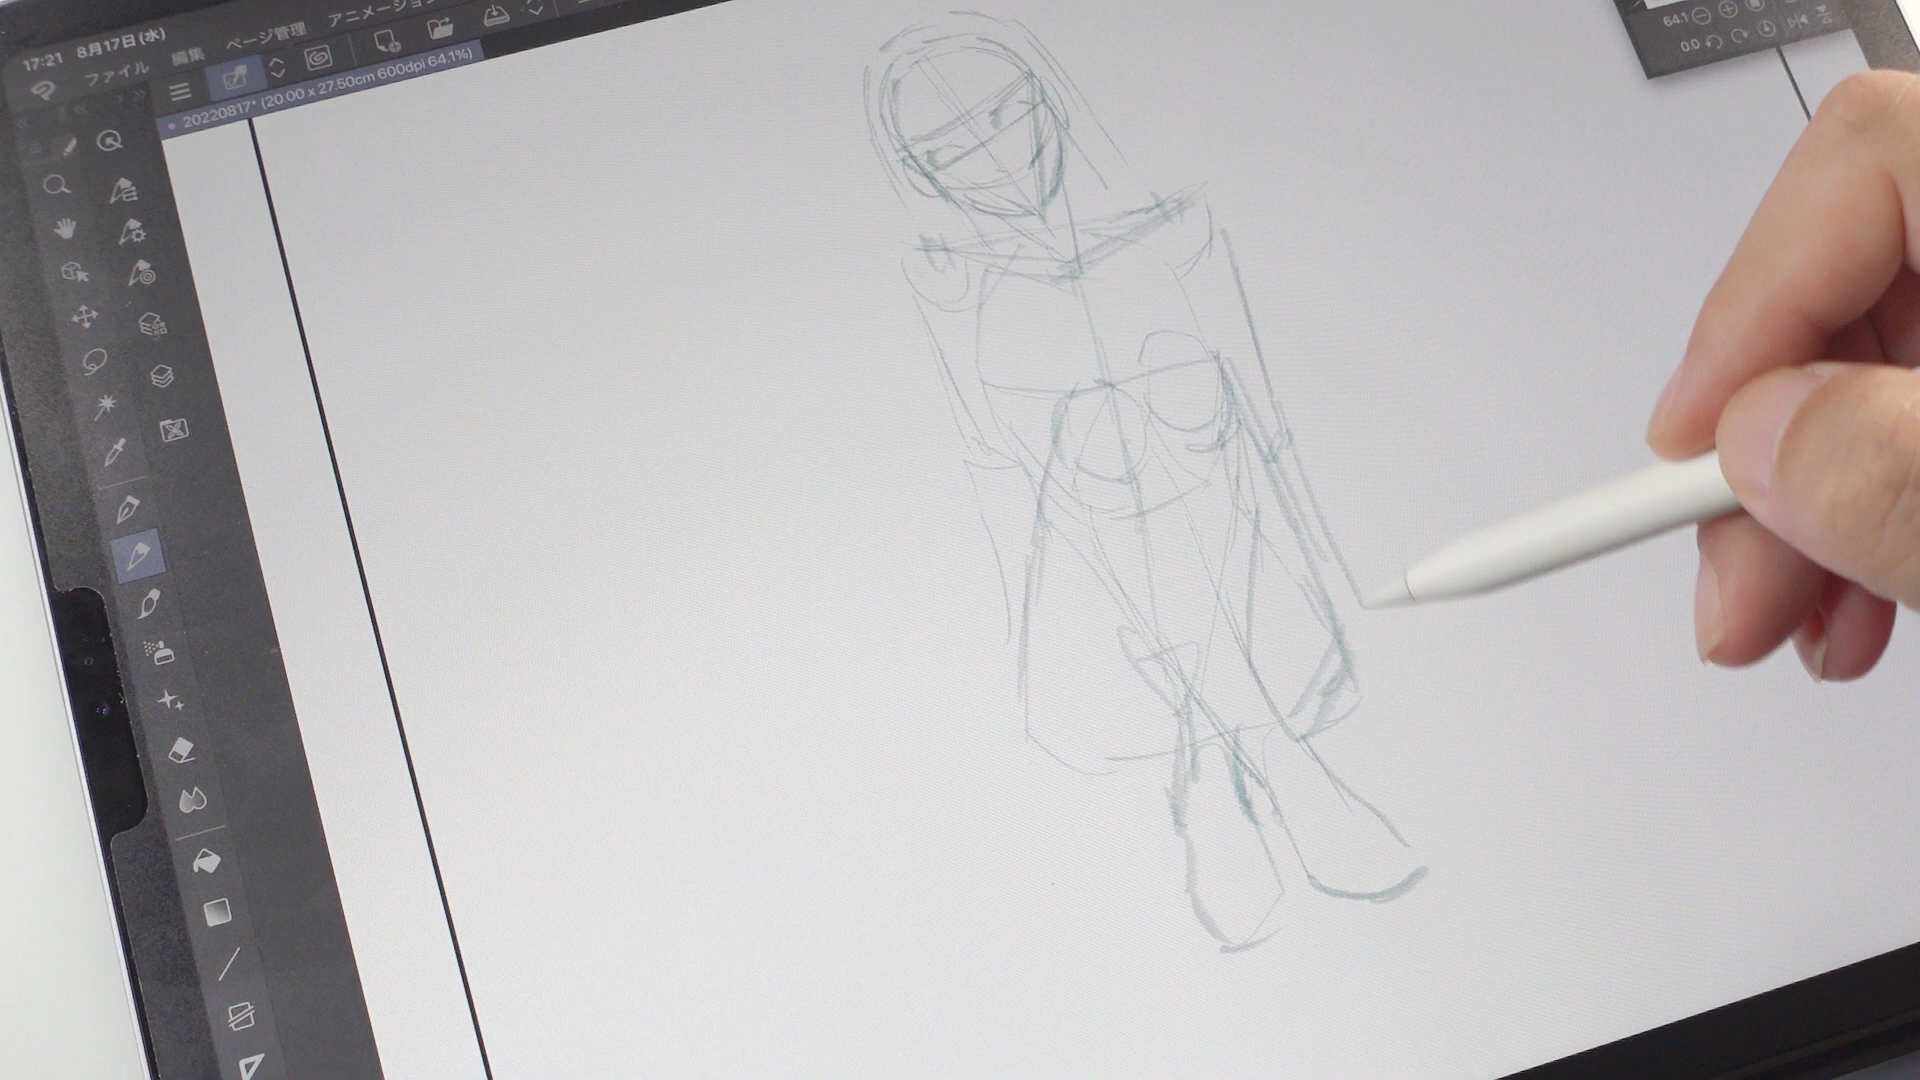 17:21 8月17日(水)
ファイル 編集 ページ管理 アニメーション
20220817* (20.00 x 27.50cm 600dpi 64.1%)
64.1
0.0